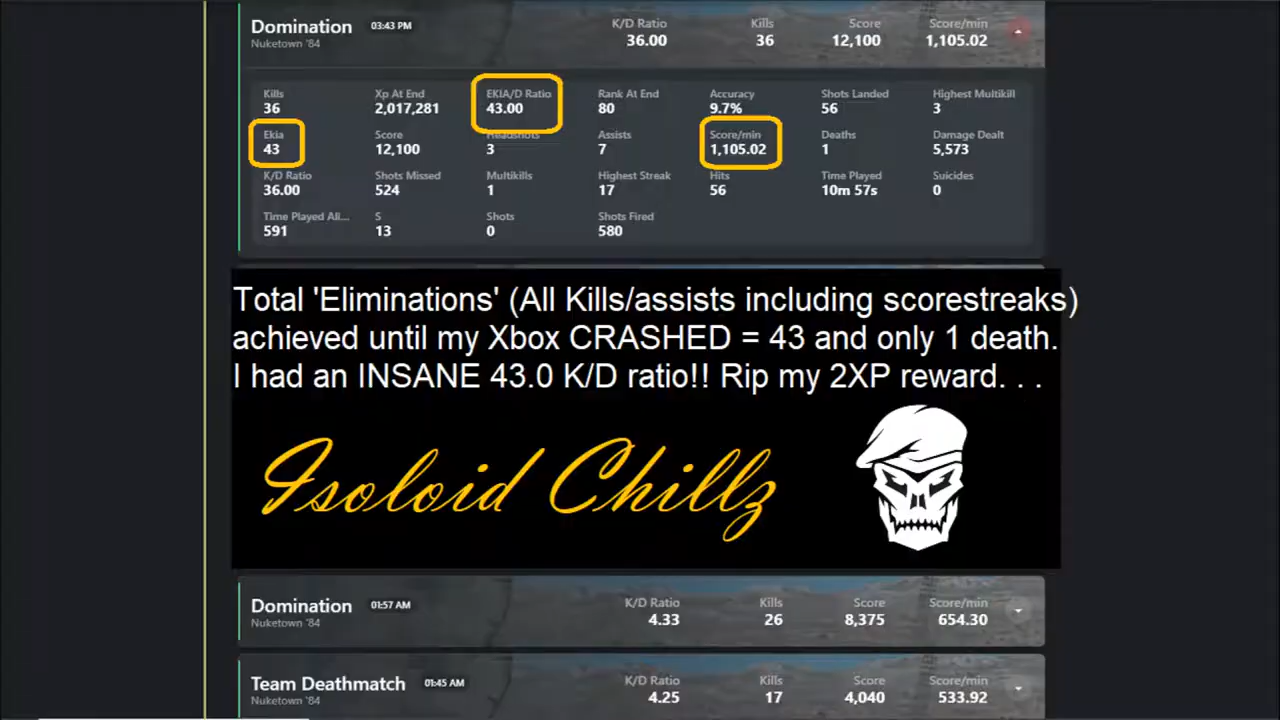 Domination 03:43 PM K/D Ratio Kills Score Score/min
Nuketown '84 36.00 36 12,100 1,105.02
Kills Xp At End EKIA/D Ratio Rank At End Accuracy Shots Landed Highest Multikill
36 2,017,281 43.00 80 9.7% 56 3
Ekia Score Headshots Assists Score/min Deaths Damage Dealt
43 12,100 3 7 1,105.02 1 5,573
K/D Ratio Shots Missed Multikills Highest Streak Hits Time Played Suicides
36.00 524 1 17 56 10m 57s 0
Time Played All... S Shots Shots Fired
591 13 0 580
Total 'Eliminations' (All Kills/assists including scorestreaks)
achieved until my Xbox CRASHED = 43 and only 1 death.
I had an INSANE 43.0 K/D ratio!! Rip my 2XP reward. . .
Isoloid Chillz
Domination 01:57 AM K/D Ratio Kills Score Score/min
Nuketown '84 4.33 26 8,375 654.30
Team Deathmatch 01:45 AM K/D Ratio Kills Score Score/min
Nuketown '84 4.25 17 4,040 533.92